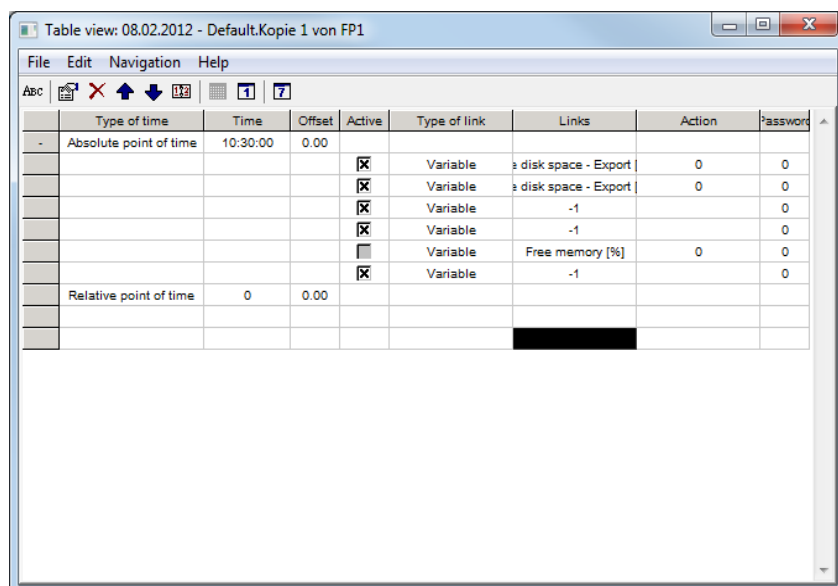 Table view: 08.02.2012 - Default.Kopie 1 von FP1
File Edit Navigation Help
ABC 1 7
Type of time Time Offset Active Type of link Links Action Password
- Absolute point of time 10:30:00 0.00
Variable e disk space - Export [ 0 0
Variable e disk space - Export [ 0 0
Variable -1 0
Variable -1 0
Variable Free memory [%] 0 0
Variable -1 0
Relative point of time 0 0.00